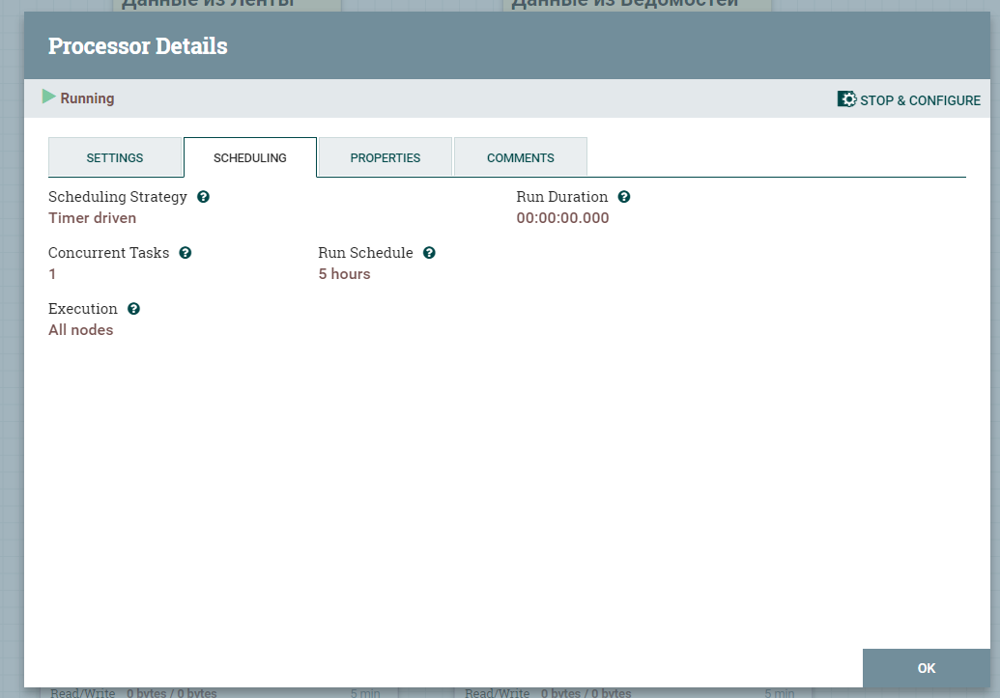 Данные из Ленты
Данные из Ведомостей
Processor Details
Running
STOP & CONFIGURE
SETTINGS
SCHEDULING
PROPERTIES
COMMENTS
Scheduling Strategy
Run Duration
Timer driven
00:00:00.000
Concurrent Tasks
Run Schedule
1
5 hours
Execution
All nodes
OK
Read/Write 0 bytes / 0 bytes 5 min
Read/Write 0 bytes / 0 bytes 5 min